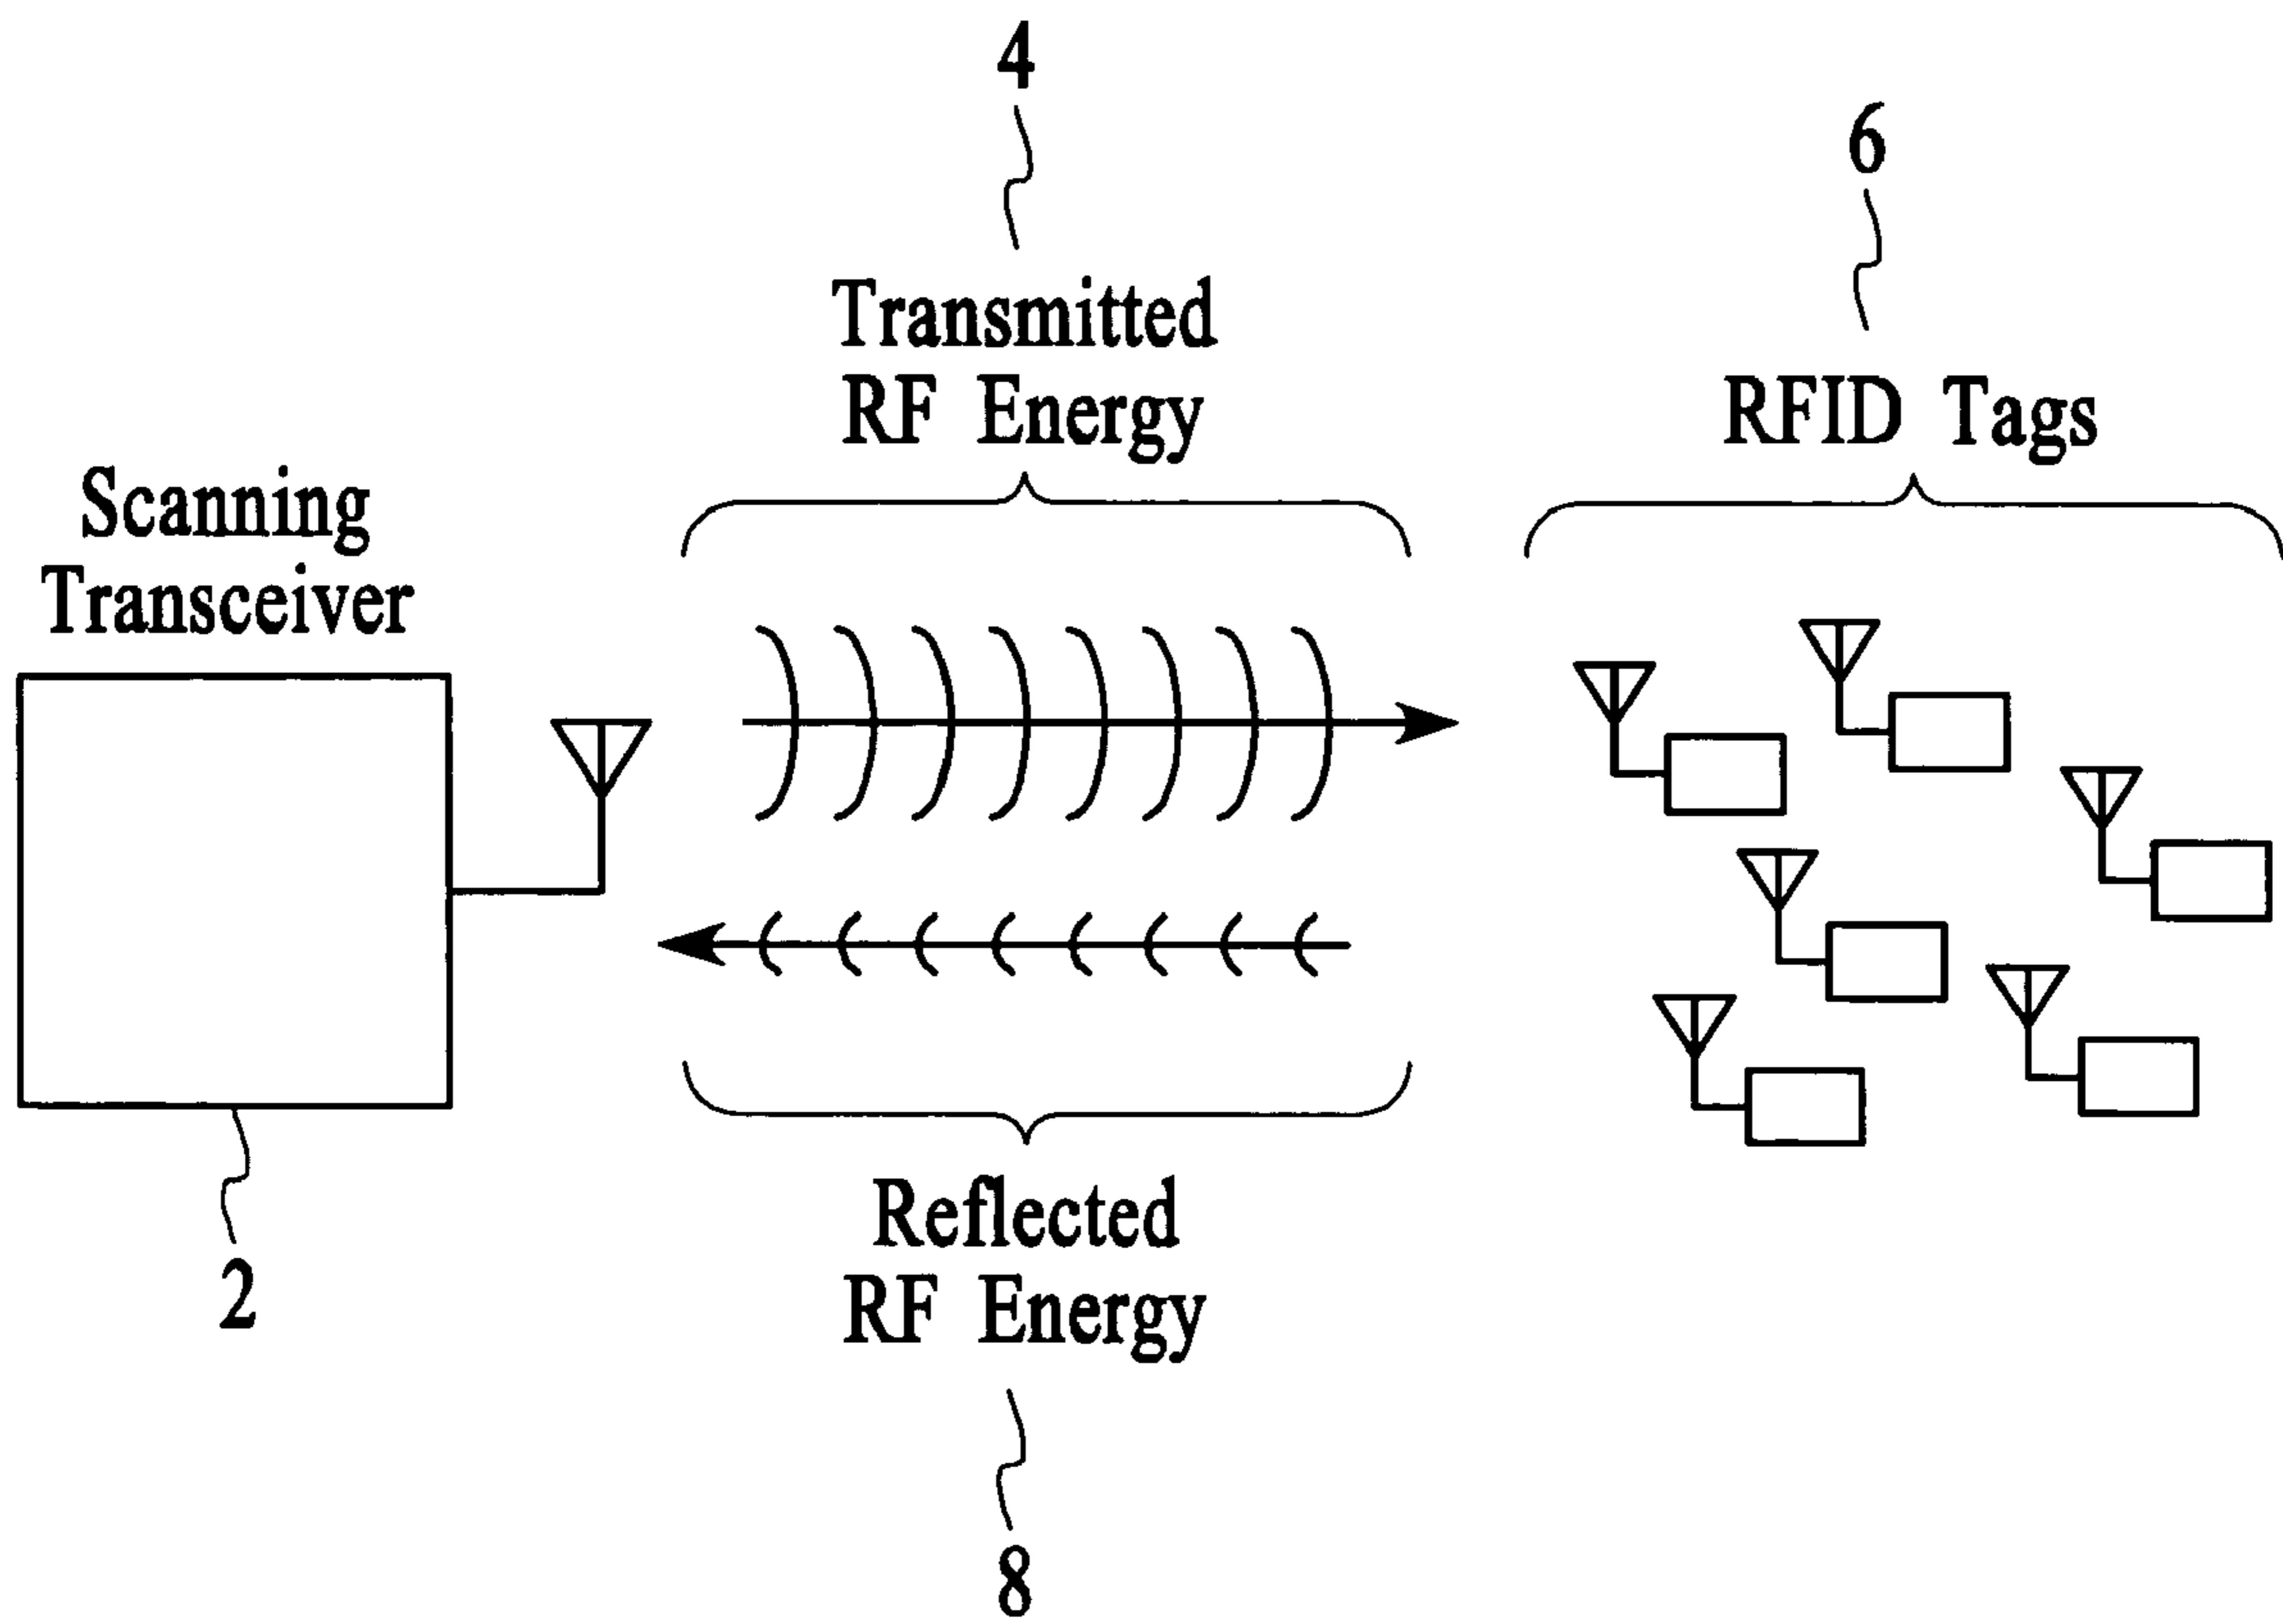 4
6
Transmitted
RF Energy
RFID Tags
Scanning
Transceiver
2
Reflected
RF Energy
8